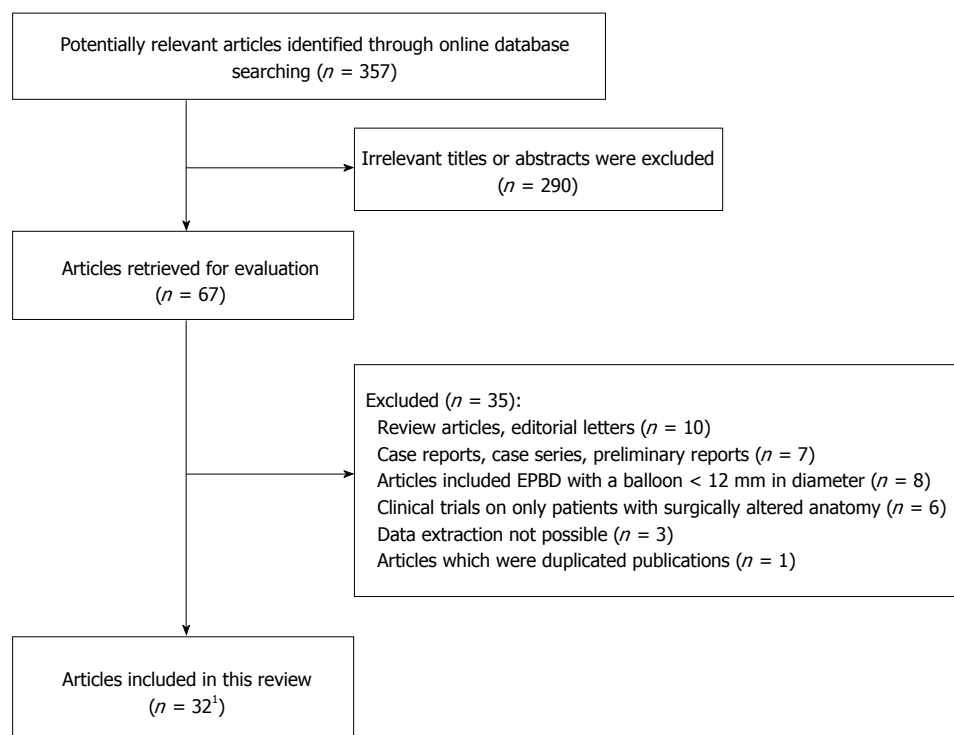 Potentially relevant articles identified through online database
searching (n = 357)
Irrelevant titles or abstracts were excluded
(n = 290)
Articles retrieved for evaluation
(n = 67)
Excluded (n = 35):
Review articles, editorial letters (n = 10)
Case reports, case series, preliminary reports (n = 7)
Articles included EPBD with a balloon < 12 mm in diameter (n = 8)
Clinical trials on only patients with surgically altered anatomy (n = 6)
Data extraction not possible (n = 3)
Articles which were duplicated publications (n = 1)
Articles included in this review
(n = 32¹)